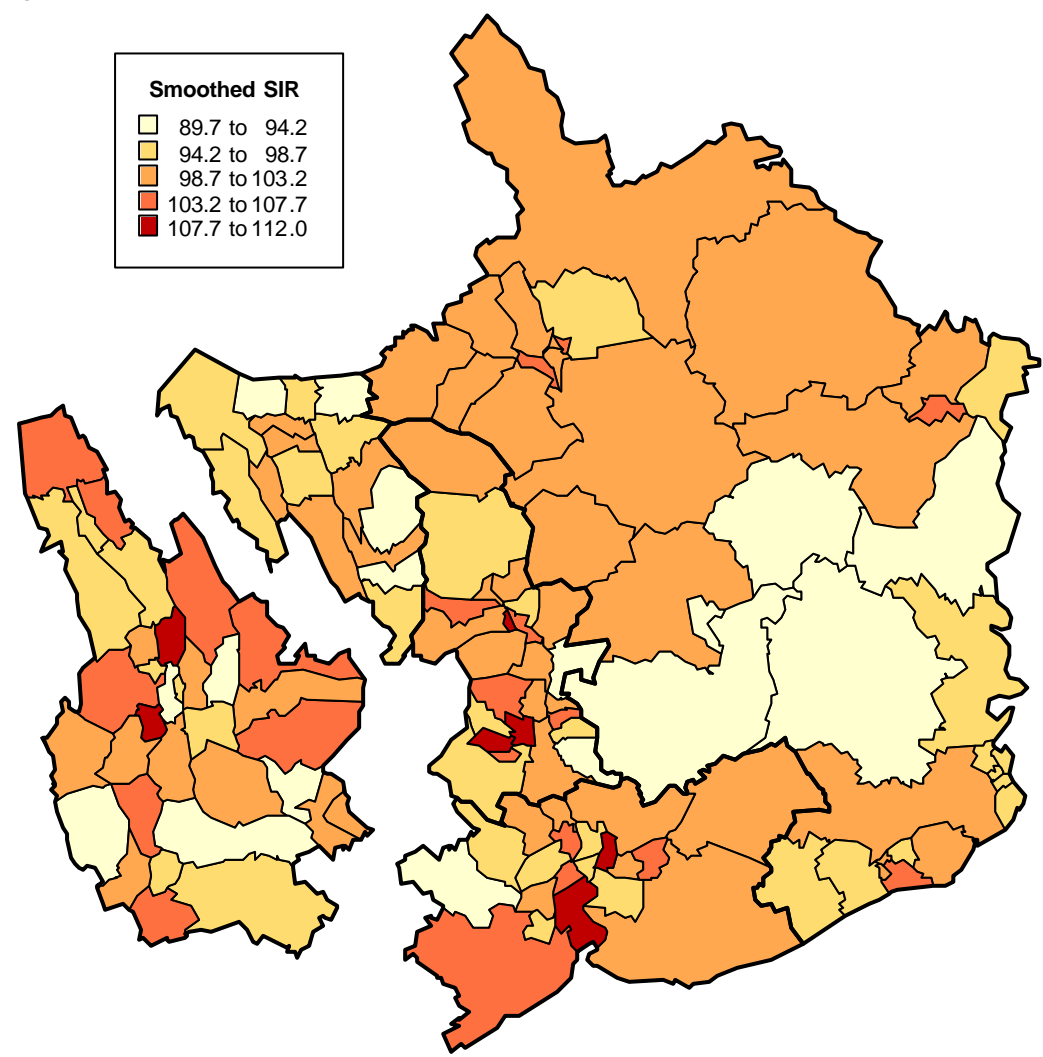 Smoothed SIR
89.7 to 94.2
94.2 to 98.7
98.7 to 103.2
103.2 to 107.7
107.7 to 112.0